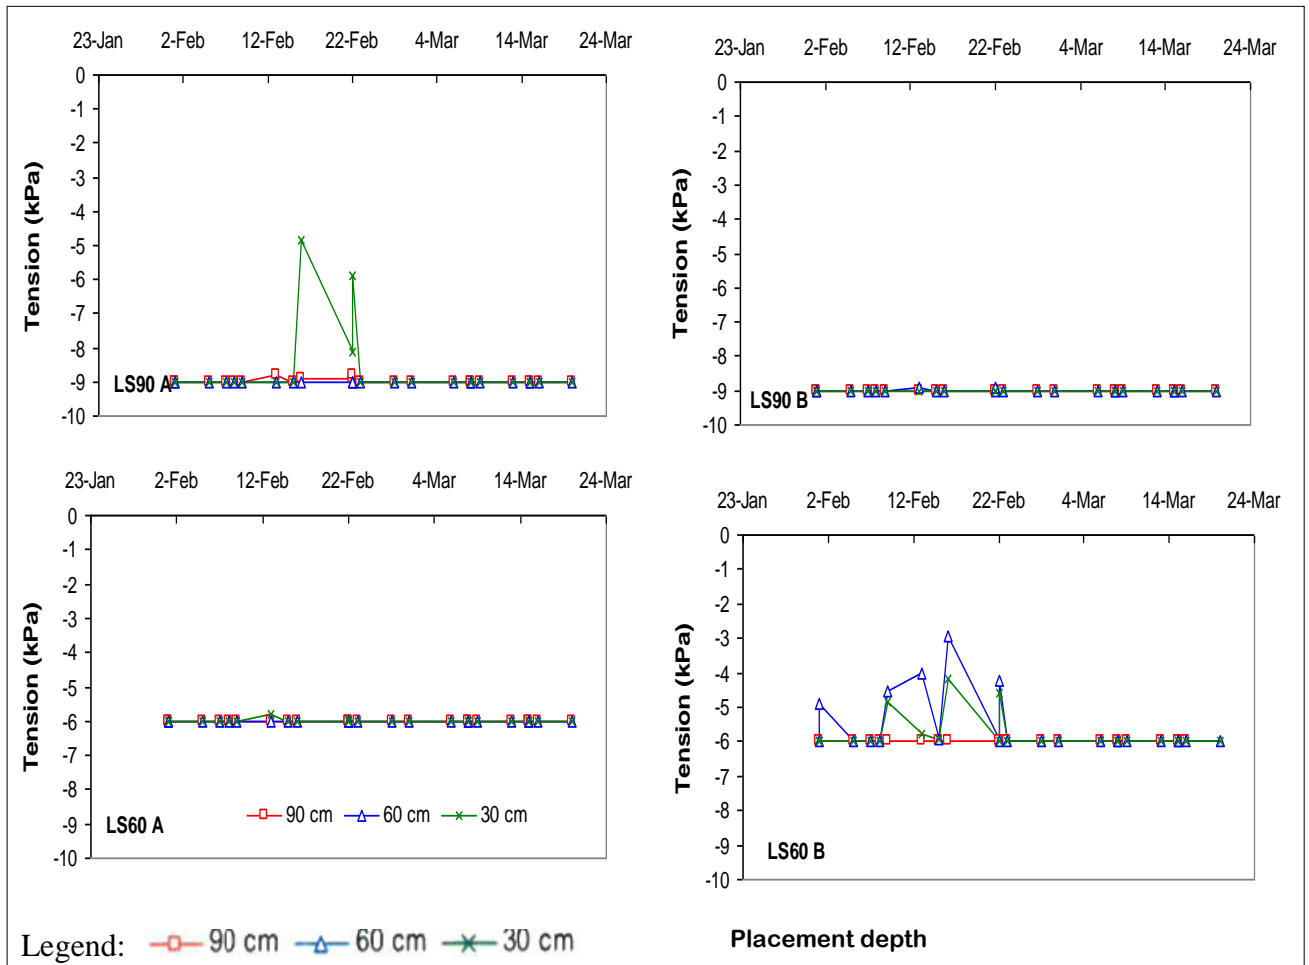 23-Jan 2-Feb 12-Feb 22-Feb 4-Mar 14-Mar 24-Mar
0
-1
-2
-3
-4
-5
-6
-7
-8
-9
-10
Tension (kPa)
LS90 A
23-Jan 2-Feb 12-Feb 22-Feb 4-Mar 14-Mar 24-Mar
0
-1
-2
-3
-4
-5
-6
-7
-8
-9
-10
Tension (kPa)
LS90 B
23-Jan 2-Feb 12-Feb 22-Feb 4-Mar 14-Mar 24-Mar
0
-1
-2
-3
-4
-5
-6
-7
-8
-9
-10
Tension (kPa)
90 cm 60 cm 30 cm
LS60 A
23-Jan 2-Feb 12-Feb 22-Feb 4-Mar 14-Mar 24-Mar
0
-1
-2
-3
-4
-5
-6
-7
-8
-9
-10
Tension (kPa)
LS60 B
Legend: 90 cm 60 cm 30 cm
Placement depth